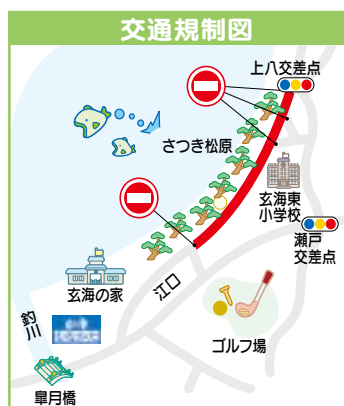 交通規制図
上八交差点
さつき松原
玄海東
小学校
瀬戸
交差点
玄海の家
江口
釣川
ゴルフ場
皐月橋